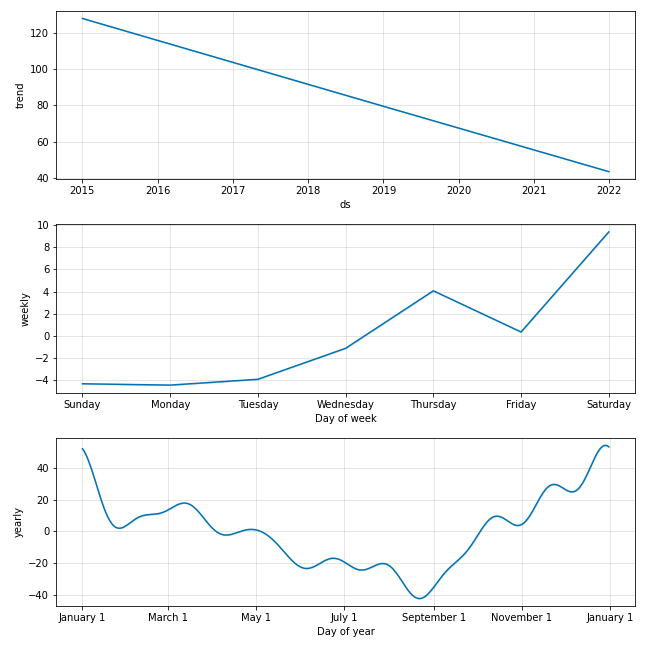 trend
120
100
80
60
40
2015 2016 2017 2018 2019 2020 2021 2022
ds
weekly
10
8
6
4
2
0
−2
−4
Sunday Monday Tuesday Wednesday Thursday Friday Saturday
Day of week
yearly
40
20
0
−20
−40
January 1 March 1 May 1 July 1 September 1 November 1 January 1
Day of year